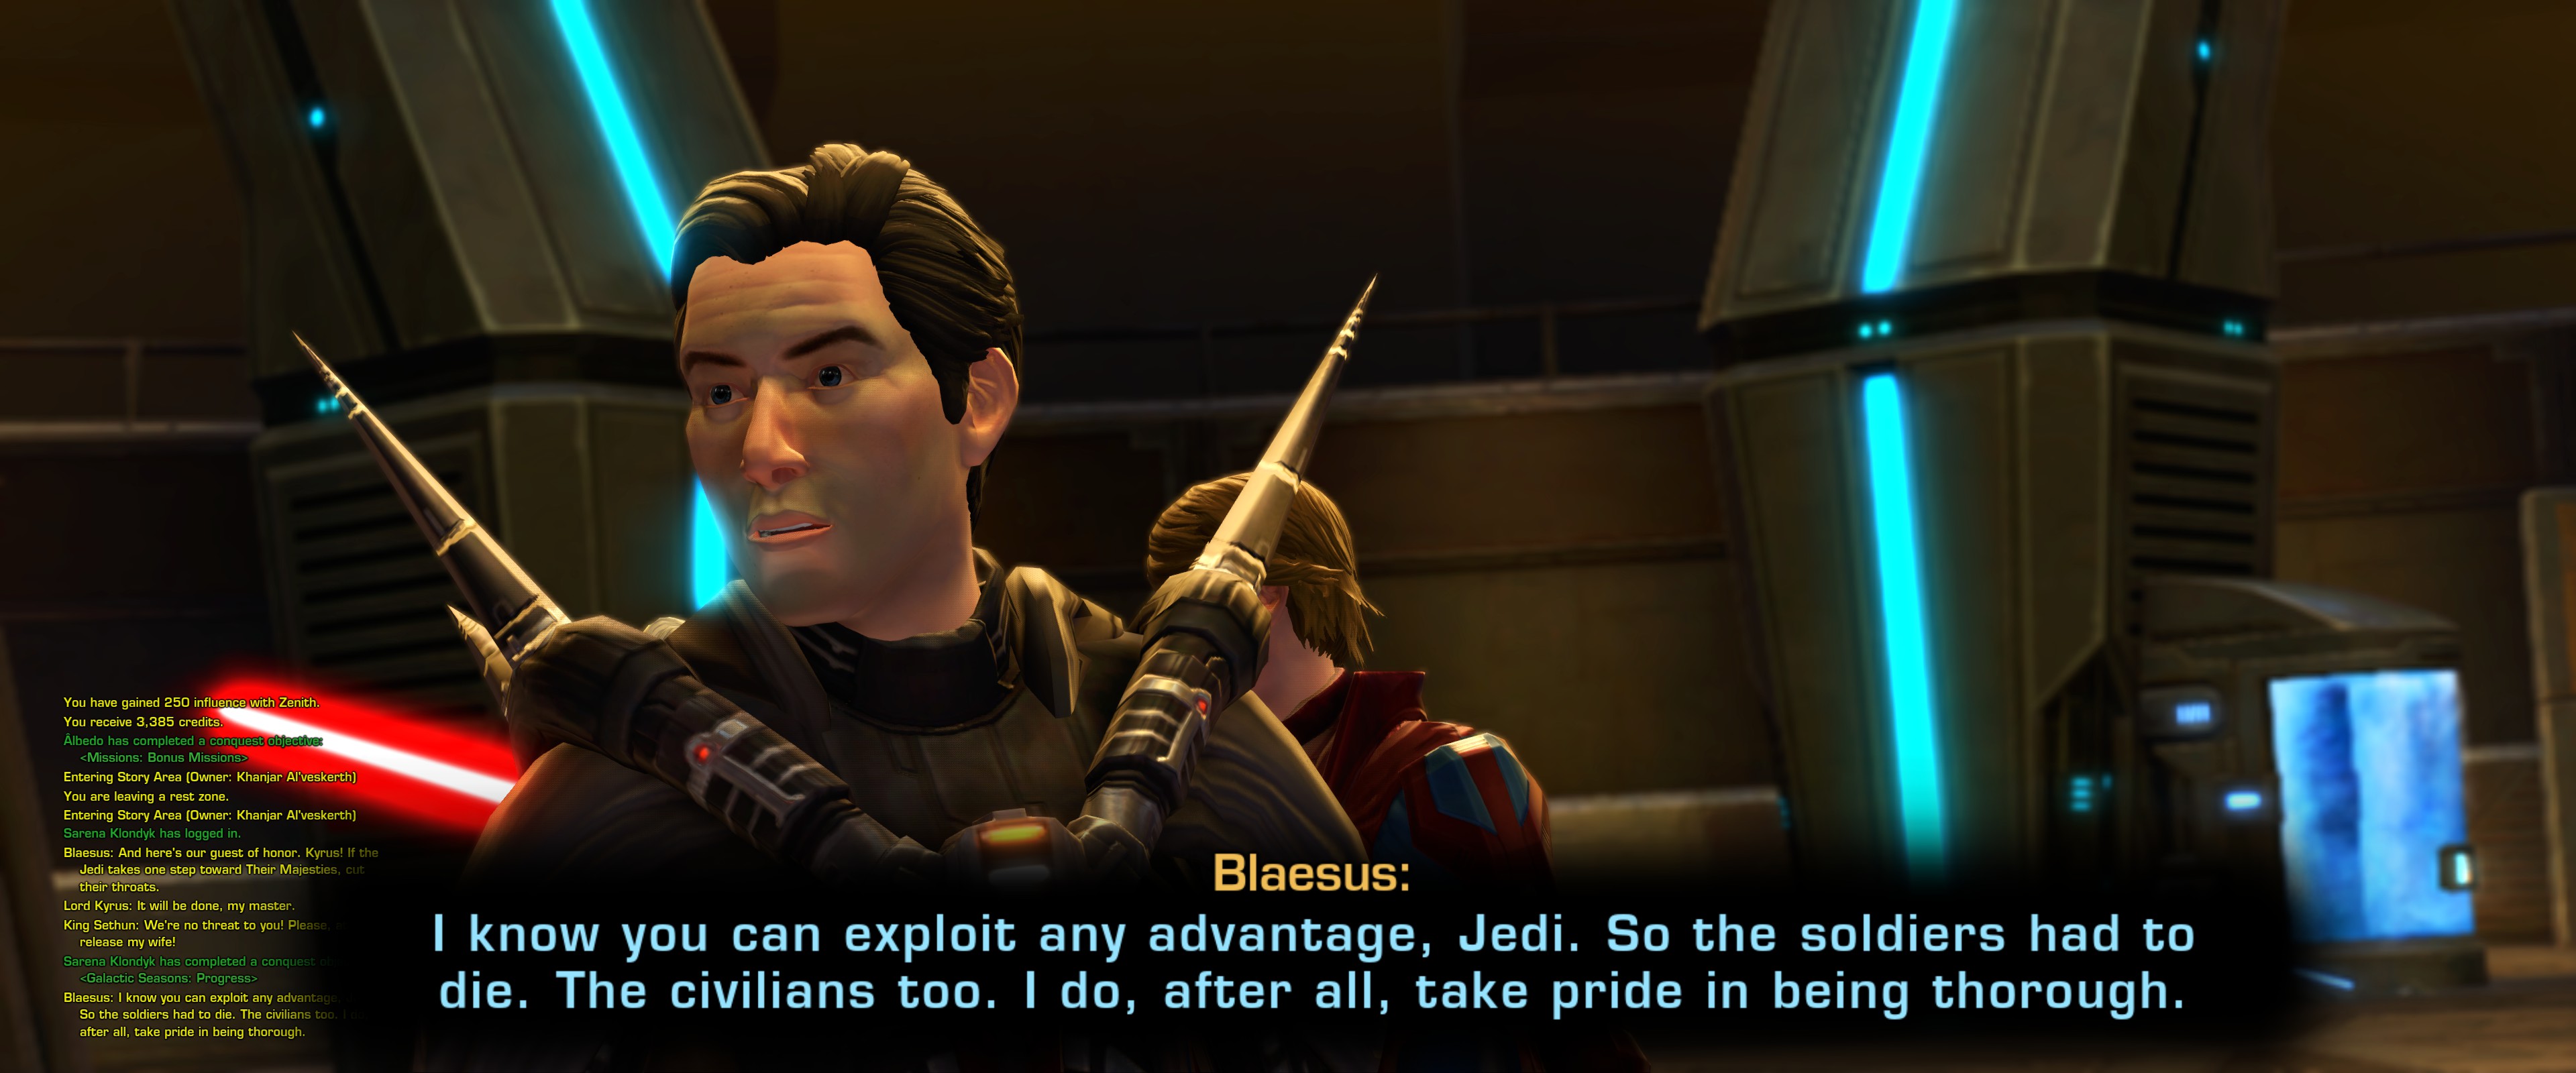 You have gained 250 influence with Zenith.
You receive 3,385 credits.
Âlbedo has completed a conquest objective:
<Missions: Bonus Missions>
Entering Story Area (Owner: Khanjar Al'veskerth)
You are leaving a rest zone.
Entering Story Area (Owner: Khanjar Al'veskerth)
Sarena Klondyk has logged in.
Blaesus: And here's our guest of honor. Kyrus! If the
Jedi takes one step toward Their Majesties, cut
their throats.
Lord Kyrus: It will be done, my master.
King Sethun: We're no threat to you! Please,
release my wife!
Sarena Klondyk has completed a conquest
<Galactic Seasons: Progress>
Blaesus: I know you can exploit any advantage,
So the soldiers had to die. The civilians too. I
after all, take pride in being thorough.
Blaesus:
I know you can exploit any advantage, Jedi. So the soldiers had to
die. The civilians too. I do, after all, take pride in being thorough.